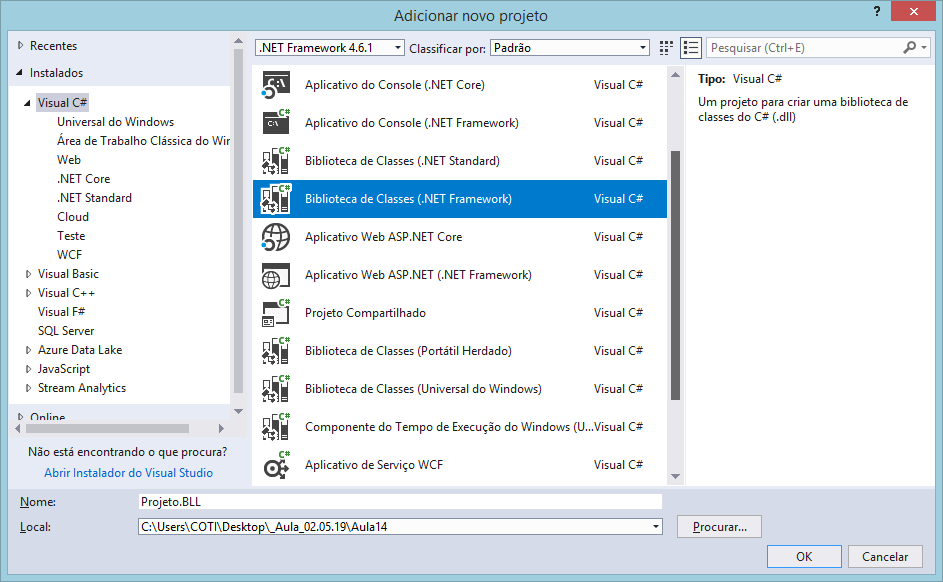 Adicionar novo projeto
? ×
Recentes
Instalados
Visual C#
Universal do Windows
Área de Trabalho Clássica do Wir
Web
.NET Core
.NET Standard
Cloud
Teste
WCF
Visual Basic
Visual C++
Visual F#
SQL Server
Azure Data Lake
JavaScript
Stream Analytics
Online
Não está encontrando o que procura?
Abrir Instalador do Visual Studio
.NET Framework 4.6.1 Classificar por: Padrão
Pesquisar (Ctrl+E)
Aplicativo do Console (.NET Core) Visual C#
Aplicativo do Console (.NET Framework) Visual C#
Biblioteca de Classes (.NET Standard) Visual C#
Biblioteca de Classes (.NET Framework) Visual C#
Aplicativo Web ASP.NET Core Visual C#
Aplicativo Web ASP.NET (.NET Framework) Visual C#
Projeto Compartilhado Visual C#
Biblioteca de Classes (Portátil Herdado) Visual C#
Biblioteca de Classes (Universal do Windows) Visual C#
Componente do Tempo de Execução do Windows (U... Visual C#
Aplicativo de Serviço WCF Visual C#
Tipo: Visual C#
Um projeto para criar uma biblioteca de
classes do C# (.dll)
Nome: Projeto.BLL
Local: C:\Users\COTI\Desktop\_Aula_02.05.19\Aula14
Procurar...
OK Cancelar